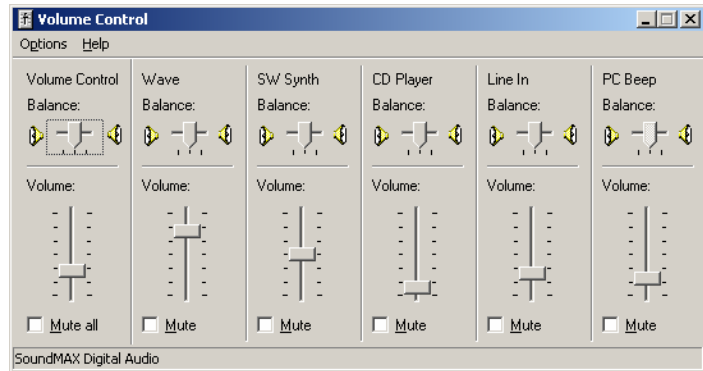 Volume Control
Options Help
Volume Control Wave SW Synth CD Player Line In PC Beep
Balance: Balance: Balance: Balance: Balance: Balance:
Volume: Volume: Volume: Volume: Volume: Volume:
Mute all Mute Mute Mute Mute Mute
SoundMAX Digital Audio